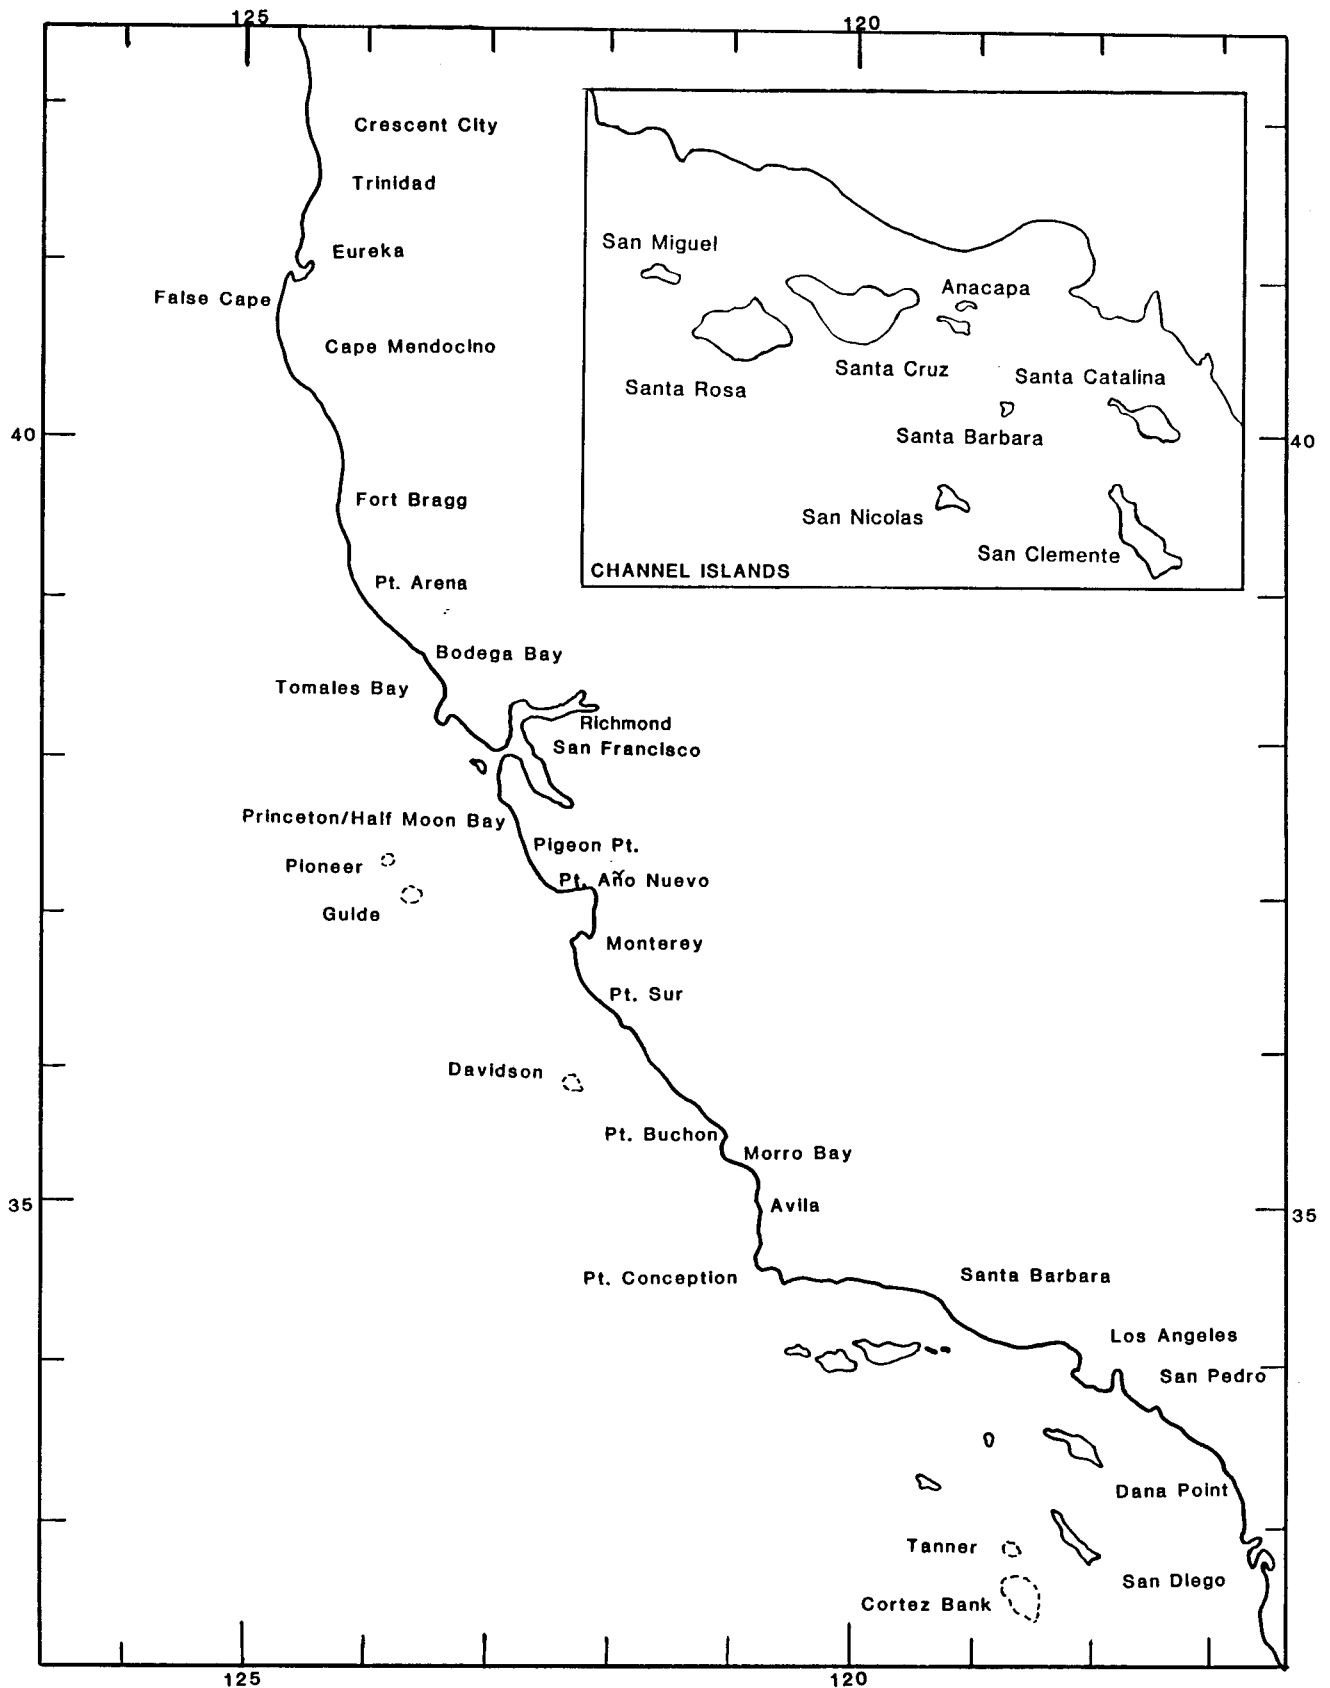 125
120
Crescent City
Trinidad
Eureka
False Cape
Cape Mendocino
40
40
Fort Bragg
Pt. Arena
Bodega Bay
Tomales Bay
Richmond
San Francisco
Princeton/Half Moon Bay
Pigeon Pt.
Pioneer
Pt. Año Nuevo
Guide
Monterey
Pt. Sur
Davidson
Pt. Buchon
Morro Bay
35
Avila
35
Pt. Conception
Santa Barbara
Los Angeles
San Pedro
Dana Point
Tanner
San Diego
Cortez Bank
125
120
San Miguel
Anacapa
Santa Cruz
Santa Catalina
Santa Rosa
Santa Barbara
San Nicolas
San Clemente
CHANNEL ISLANDS